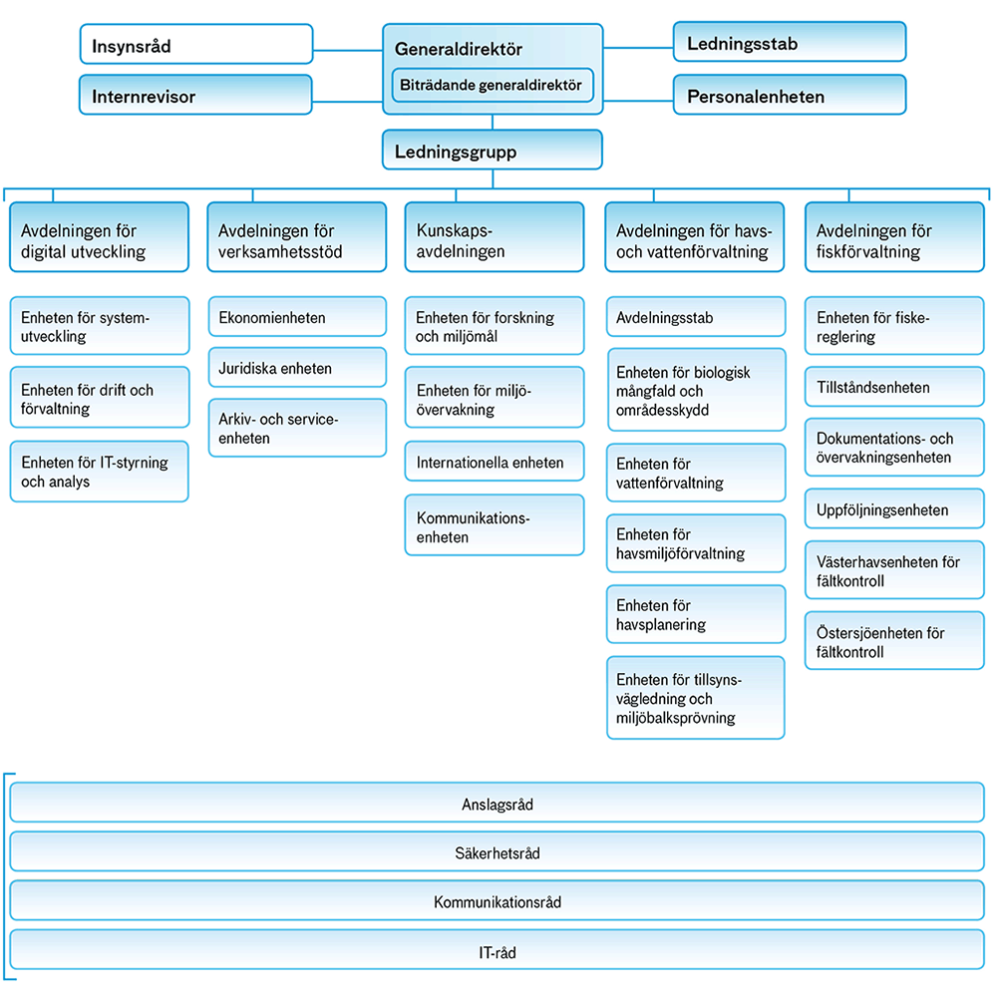 Insynsråd
Internrevisor
Generaldirektör
Biträdande generaldirektör
Ledningsstab
Personalenheten
Ledningsgrupp
Avdelningen för
digital utveckling
Enheten för system-
utveckling
Enheten för drift och
förvaltning
Enheten för IT-styrning
och analys
Avdelningen för
verksamhetsstöd
Ekonomienheten
Juridiska enheten
Arkiv- och service-
enheten
Kunskaps-
avdelningen
Enheten för forskning
och miljömål
Enheten för miljö-
övervakning
Internationella enheten
Kommunikations-
enheten
Avdelningen för havs-
och vattenförvaltning
Avdelningsstab
Enheten för biologisk
mångfald och
områdesskydd
Enheten för
vattenförvaltning
Enheten för
havsmiljöförvaltning
Enheten för
havsplanering
Enheten för tillsyns-
vägledning och
miljöbalksprövning
Avdelningen för
fiskförvaltning
Enheten för fiske-
reglering
Tillståndsenheten
Dokumentations- och
övervakningsenheten
Uppföljningsenheten
Västerhavsenheten för
fältkontroll
Östersjöenheten för
fältkontroll
Anslagsråd
Säkerhetsråd
Kommunikationsråd
IT-råd